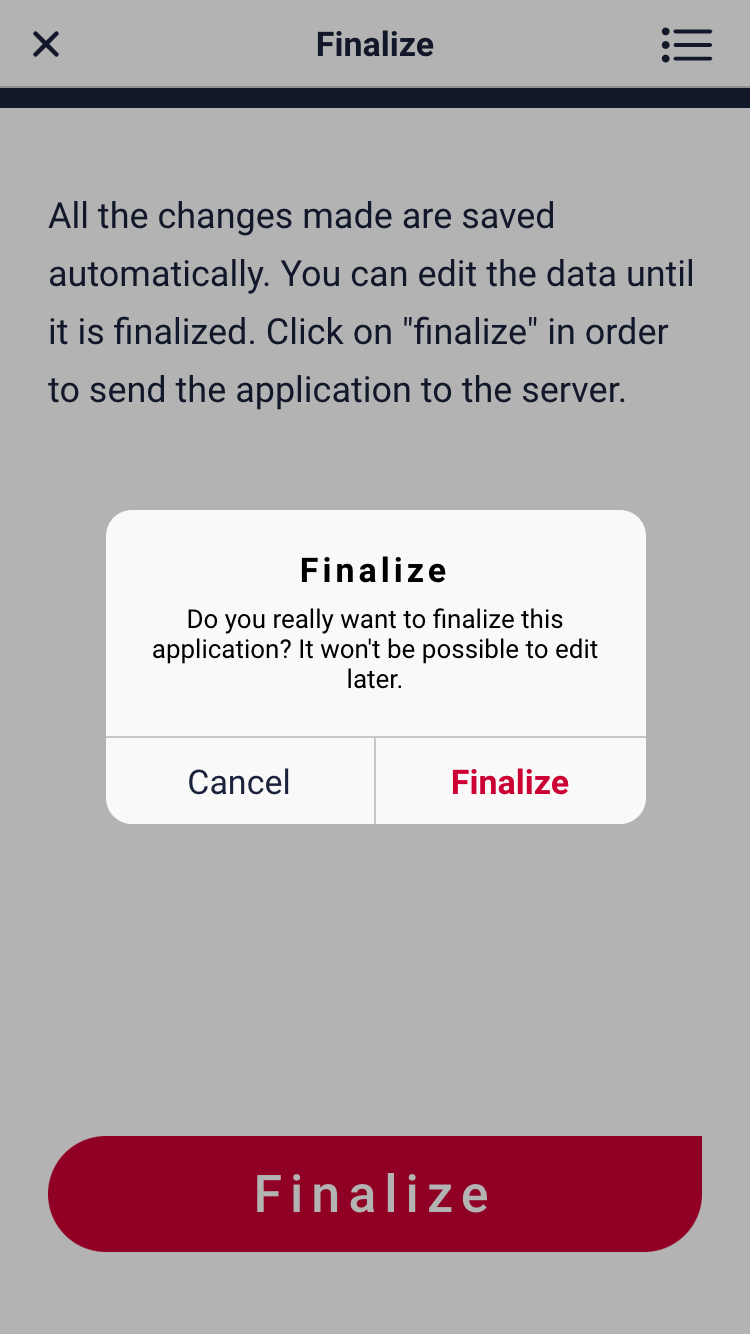 Finalize
All the changes made are saved
automatically. You can edit the data until
it is finalized. Click on "finalize" in order
to send the application to the server.
Finalize
Do you really want to finalize this
application? It won't be possible to edit
later.
Cancel
Finalize
Finalize